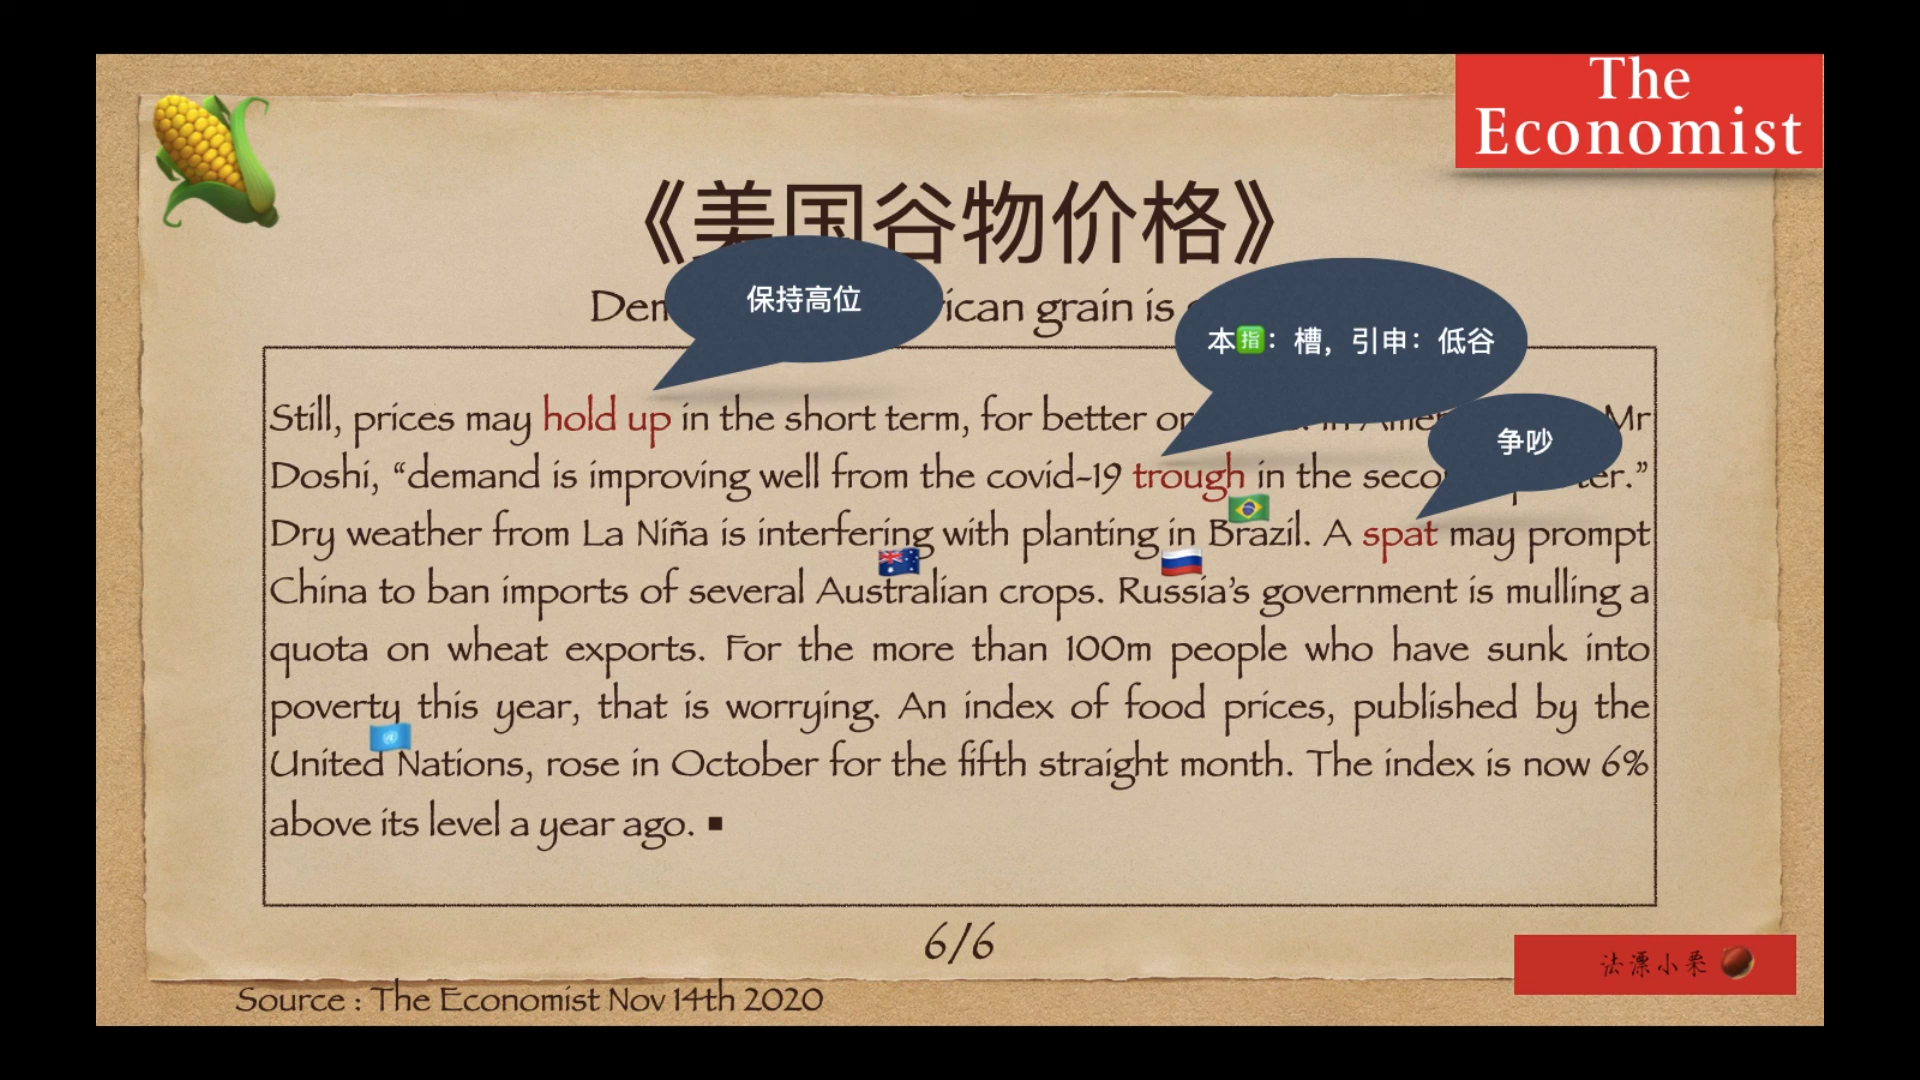 The
Economist
《美国谷物价格》
保持高位
grain is
本指：槽，引申：低谷
争吵
Still, prices may hold up in the short term, for better or Mr
Doshi, “demand is improving well from the covid-19 trough in the
Dry weather from La Niña is interfering with planting in Brazil. A spat may prompt
China to ban imports of several Australian crops. Russia’s government is mulling a
quota on wheat exports. For the more than 100m people who have sunk into
poverty this year, that is worrying. An index of food prices, published by the
United Nations, rose in October for the fifth straight month. The index is now 6%
above its level a year ago. ■
6/6
法漂小栗
Source : The Economist Nov 14th 2020